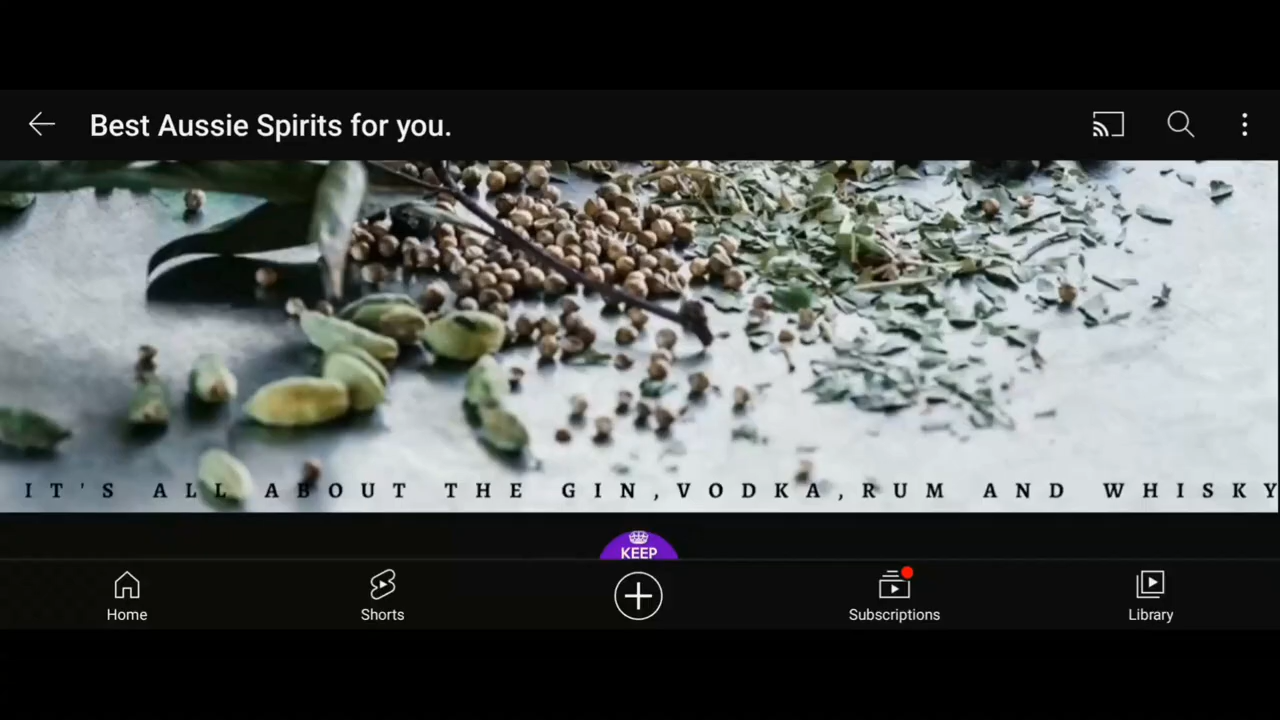 Best Aussie Spirits for you.
IT'S ALL ABOUT THE GIN,VODKA,RUM AND WHISKY
KEEP
Home Shorts Subscriptions Library